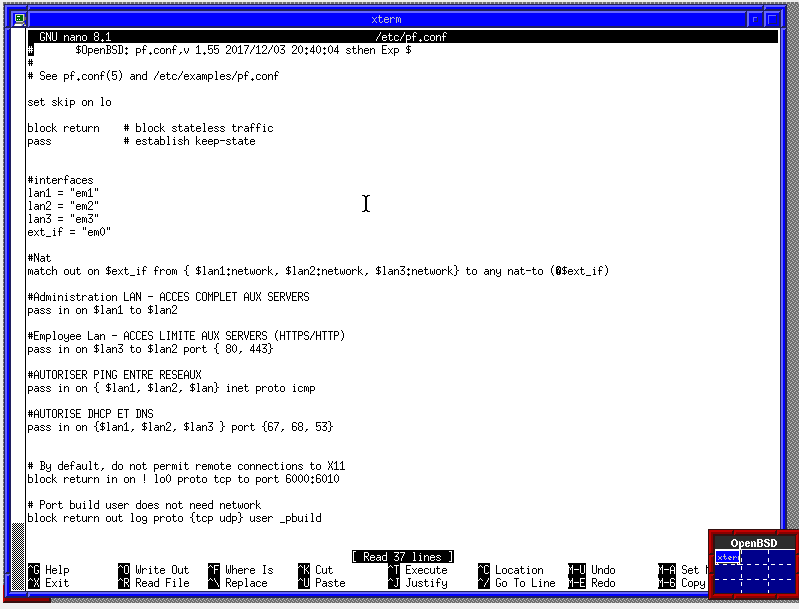 xterm
GNU nano 8.1 /etc/pf.conf
# $OpenBSD: pf.conf,v 1.55 2017/12/03 20:40:04 sthen Exp $
#
# See pf.conf(5) and /etc/examples/pf.conf
set skip on lo
block return # block stateless traffic
pass # establish keep-state
#interfaces
lan1 = "em1"
lan2 = "em2"
lan3 = "em3"
ext_if = "em0"
#Nat
match out on $ext_if from { $lan1:network, $lan2:network, $lan3:network} to any nat-to ($ext_if)
#Administration LAN - ACCES COMPLET AUX SERVERS
pass in on $lan1 to $lan2
#Employee Lan - ACCES LIMITE AUX SERVERS (HTTPS/HTTP)
pass in on $lan3 to $lan2 port { 80, 443}
#AUTORISER PING ENTRE RESEAUX
pass in on { $lan1, $lan2, $lan} inet proto icmp
#AUTORISE DHCP ET DNS
pass in on {$lan1, $lan2, $lan3 } port {67, 68, 53}
# By default, do not permit remote connections to X11
block return in on ! lo0 proto tcp to port 6000:6010
# Port build user does not need network
block return out log proto {tcp udp} user _pbuild
[ Read 37 lines ]
^G Help ^O Write Out ^F Where Is ^K Cut ^T Execute ^C Location M-U Undo M-A Set
^X Exit ^R Read File ^\ Replace ^U Paste ^J Justify ^/ Go To Line M-E Redo M-6 Copy
OpenBSD
xterm